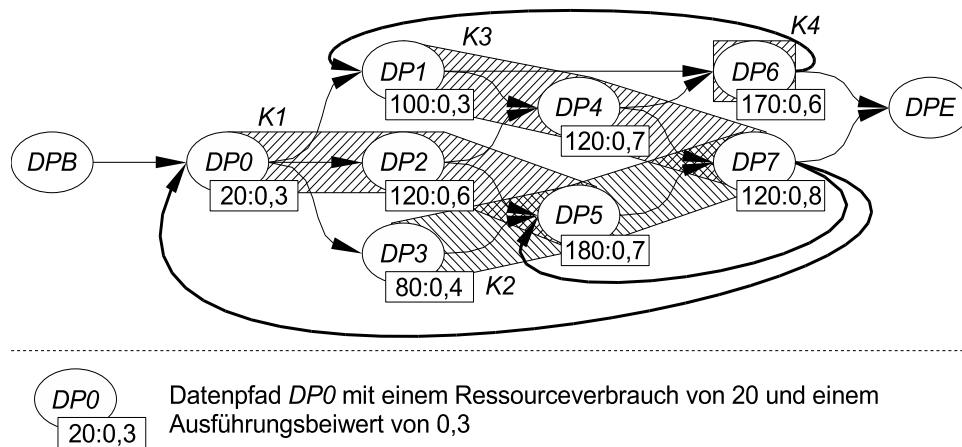 K3
K4
DP1
100:0,3
DP6
170:0,6
DPE
K1
DP4
120:0,7
DPB
DP0
20:0,3
DP2
120:0,6
DP7
120:0,8
DP5
180:0,7
DP3
80:0,4
K2
DP0
20:0,3
Datenpfad DP0 mit einem Ressourceverbrauch von 20 und einem
Ausführungsbeiwert von 0,3